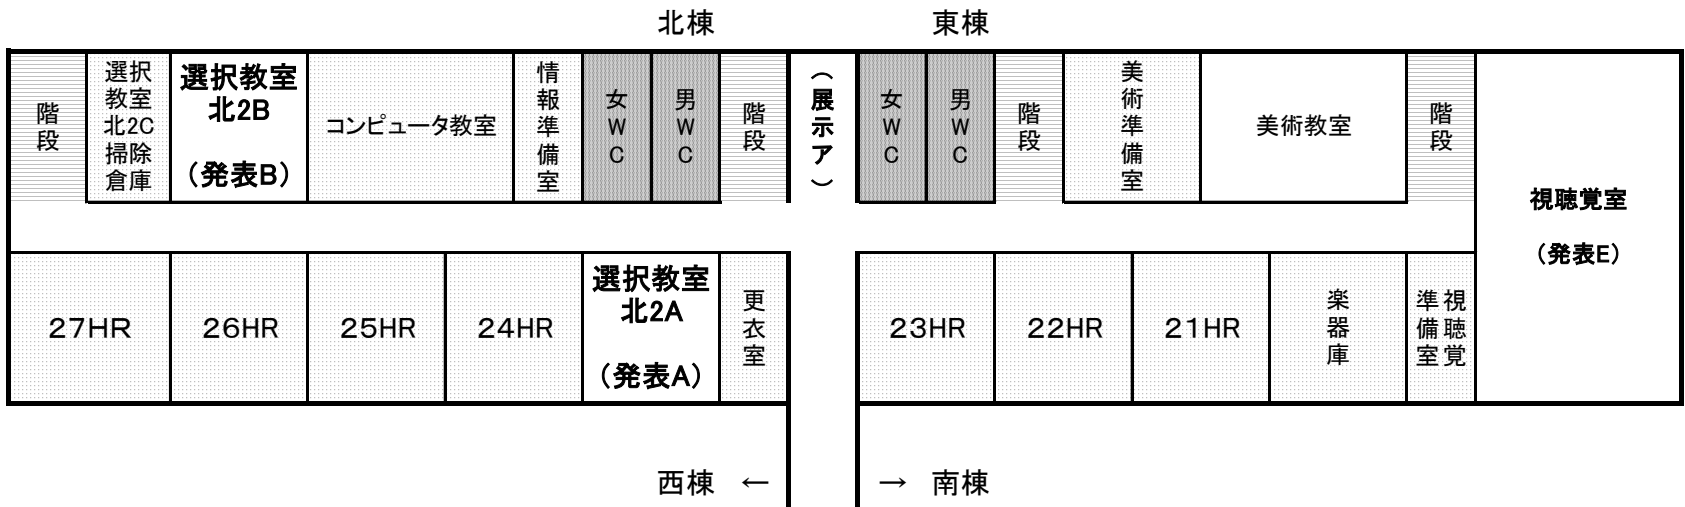 北棟
東棟
階段
選択
教室
北2C
掃除
倉庫
選択教室
北2B
（発表B）
コンピュータ教室
情報準備室
女WC
男WC
階段
（展示ア）
女WC
男WC
階段
美術準備室
美術教室
階段
視聴覚室
（発表E）
27HR
26HR
25HR
24HR
選択教室
北2A
（発表A）
更衣室
23HR
22HR
21HR
楽器庫
視聴覚
準備室
西棟 ←
→ 南棟